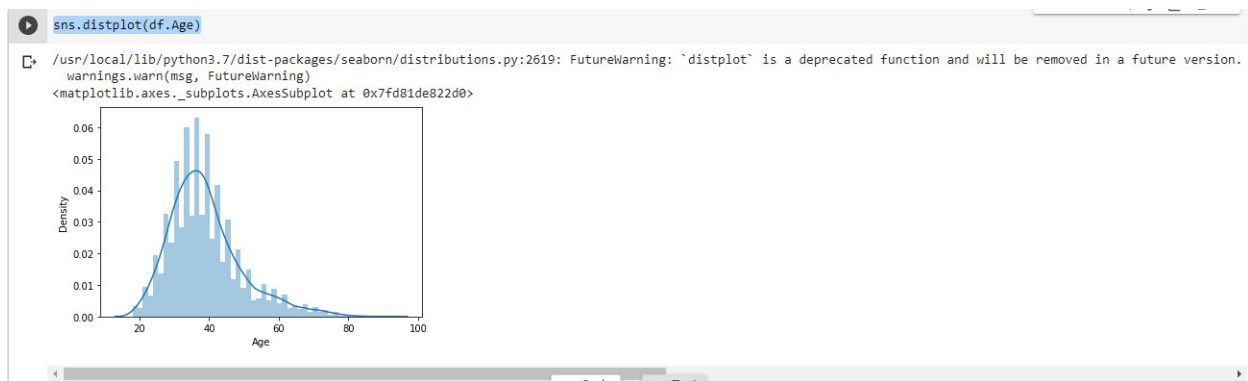 sns.distplot(df.Age)
/usr/local/lib/python3.7/dist-packages/seaborn/distributions.py:2619: FutureWarning: `distplot` is a deprecated function and will be removed in a future version.
warnings.warn(msg, FutureWarning)
<matplotlib.axes._subplots.AxesSubplot at 0x7fd81de822d0>
0.06
0.05
0.04
0.03
0.02
0.01
0.00
Density
20 40 60 80 100
Age